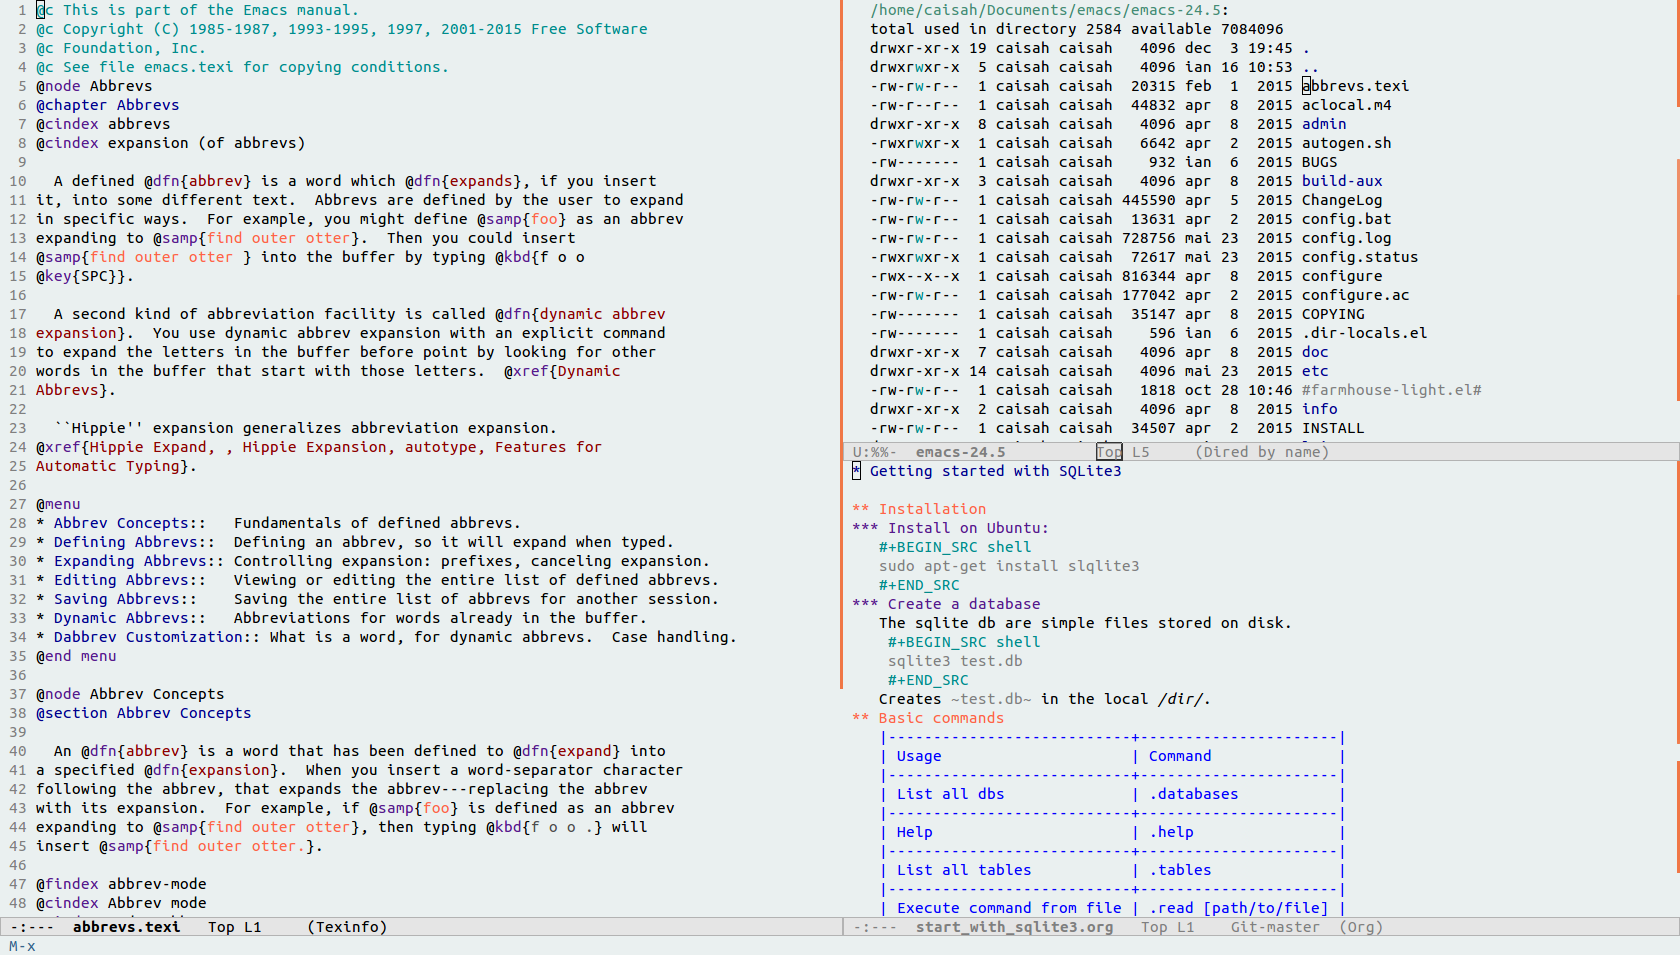 1 @c This is part of the Emacs manual.
2 @c Copyright (C) 1985-1987, 1993-1995, 1997, 2001-2015 Free Software
3 @c Foundation, Inc.
4 @c See file emacs.texi for copying conditions.
5 @node Abbrevs
6 @chapter Abbrevs
7 @cindex abbrevs
8 @cindex expansion (of abbrevs)
9
10   A defined @dfn{abbrev} is a word which @dfn{expands}, if you insert
11 it, into some different text.  Abbrevs are defined by the user to expand
12 in specific ways.  For example, you might define @samp{foo} as an abbrev
13 expanding to @samp{find outer otter}.  Then you could insert
14 @samp{find outer otter } into the buffer by typing @kbd{f o o
15 @key{SPC}}.
16
17   A second kind of abbreviation facility is called @dfn{dynamic abbrev
18 expansion}.  You use dynamic abbrev expansion with an explicit command
19 to expand the letters in the buffer before point by looking for other
20 words in the buffer that start with those letters.  @xref{Dynamic
21 Abbrevs}.
22
23   ``Hippie'' expansion generalizes abbreviation expansion.
24 @xref{Hippie Expand, , Hippie Expansion, autotype, Features for
25 Automatic Typing}.
26
27 @menu
28 * Abbrev Concepts::   Fundamentals of defined abbrevs.
29 * Defining Abbrevs::  Defining an abbrev, so it will expand when typed.
30 * Expanding Abbrevs:: Controlling expansion: prefixes, canceling expansion.
31 * Editing Abbrevs::   Viewing or editing the entire list of defined abbrevs.
32 * Saving Abbrevs::    Saving the entire list of abbrevs for another session.
33 * Dynamic Abbrevs::   Abbreviations for words already in the buffer.
34 * Dabbrev Customization:: What is a word, for dynamic abbrevs.  Case handling.
35 @end menu
36
37 @node Abbrev Concepts
38 @section Abbrev Concepts
39
40   An @dfn{abbrev} is a word that has been defined to @dfn{expand} into
41 a specified @dfn{expansion}.  When you insert a word-separator character
42 following the abbrev, that expands the abbrev---replacing the abbrev
43 with its expansion.  For example, if @samp{foo} is defined as an abbrev
44 expanding to @samp{find outer otter}, then typing @kbd{f o o .} will
45 insert @samp{find outer otter.}.
46
47 @findex abbrev-mode
48 @cindex Abbrev mode
-:---  abbrevs.texi   Top L1     (Texinfo)
M-x
/home/caisah/Documents/emacs/emacs-24.5:
total used in directory 2584 available 7084096
drwxr-xr-x 19 caisah caisah   4096 dec  3 19:45 .
drwxrwxr-x  5 caisah caisah   4096 ian 16 10:53 ..
-rw-rw-r--  1 caisah caisah  20315 feb  1  2015 abbrevs.texi
-rw-r--r--  1 caisah caisah  44832 apr  8  2015 aclocal.m4
drwxr-xr-x  8 caisah caisah   4096 apr  8  2015 admin
-rwxrwxr-x  1 caisah caisah   6642 apr  2  2015 autogen.sh
-rw-------  1 caisah caisah    932 ian  6  2015 BUGS
drwxr-xr-x  3 caisah caisah   4096 apr  8  2015 build-aux
-rw-rw-r--  1 caisah caisah 445590 apr  5  2015 ChangeLog
-rw-rw-r--  1 caisah caisah  13631 apr  2  2015 config.bat
-rw-rw-r--  1 caisah caisah 728756 mai 23  2015 config.log
-rwxrwxr-x  1 caisah caisah  72617 mai 23  2015 config.status
-rwx--x--x  1 caisah caisah 816344 apr  8  2015 configure
-rw-rw-r--  1 caisah caisah 177042 apr  2  2015 configure.ac
-rw-------  1 caisah caisah  35147 apr  8  2015 COPYING
-rw-------  1 caisah caisah    596 ian  6  2015 .dir-locals.el
drwxr-xr-x  7 caisah caisah   4096 apr  8  2015 doc
drwxr-xr-x 14 caisah caisah   4096 mai 23  2015 etc
-rw-rw-r--  1 caisah caisah   1818 oct 28 10:46 #farmhouse-light.el#
drwxr-xr-x  2 caisah caisah   4096 apr  8  2015 info
-rw-rw-r--  1 caisah caisah  34507 apr  2  2015 INSTALL
U:%%-  emacs-24.5          Top L5     (Dired by name)
* Getting started with SQLite3
** Installation
*** Install on Ubuntu:
#+BEGIN_SRC shell
sudo apt-get install slqlite3
#+END_SRC
*** Create a database
The sqlite db are simple files stored on disk.
#+BEGIN_SRC shell
sqlite3 test.db
#+END_SRC
Creates ~test.db~ in the local /dir/.
** Basic commands
|---------------------------+----------------------|
| Usage                     | Command              |
|---------------------------+----------------------|
| List all dbs              | .databases           |
|---------------------------+----------------------|
| Help                      | .help                |
|---------------------------+----------------------|
| List all tables           | .tables              |
|---------------------------+----------------------|
| Execute command from file | .read [path/to/file] |
-:---  start_with_sqlite3.org   Top L1    Git-master  (Org)